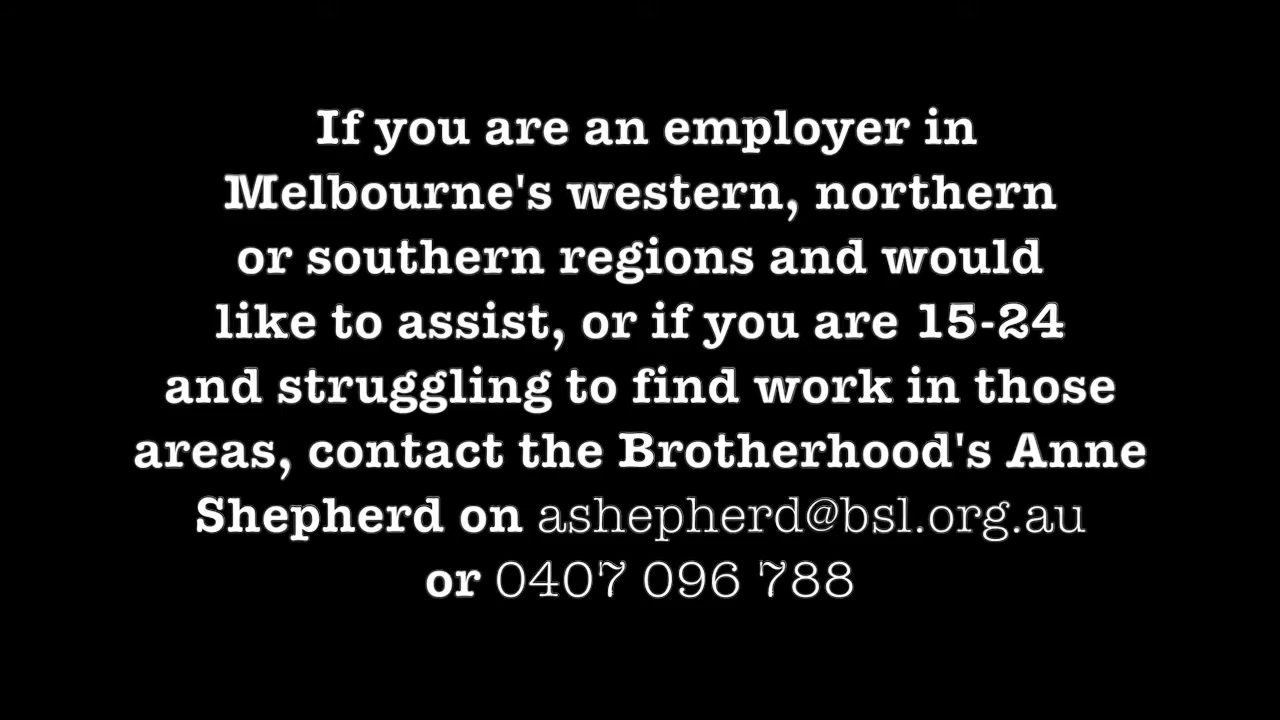 If you are an employer in
Melbourne's western, northern
or southern regions and would
like to assist, or if you are 15-24
and struggling to find work in those
areas, contact the Brotherhood's Anne
Shepherd on ashepherd@bsl.org.au
or 0407 096 788